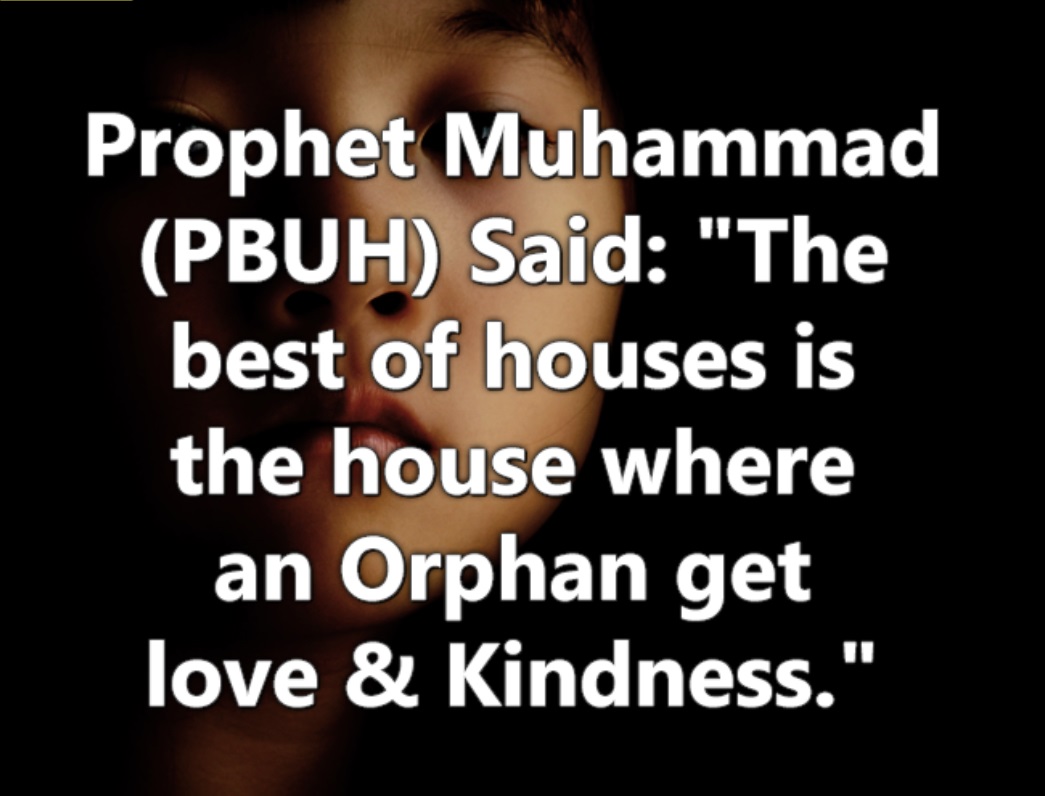 Prophet Muhammad
(PBUH) Said: "The
best of houses is
the house where
an Orphan get
love & Kindness."